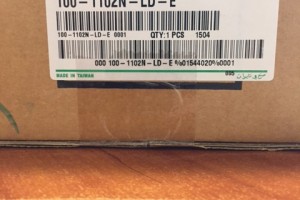 100-1102N-LD-E
100-1102N-LD-E 0001 QTY:1 PCS 1504
000 100-1102N-LD-E%01544020%0001
MADE IN TAIWAN